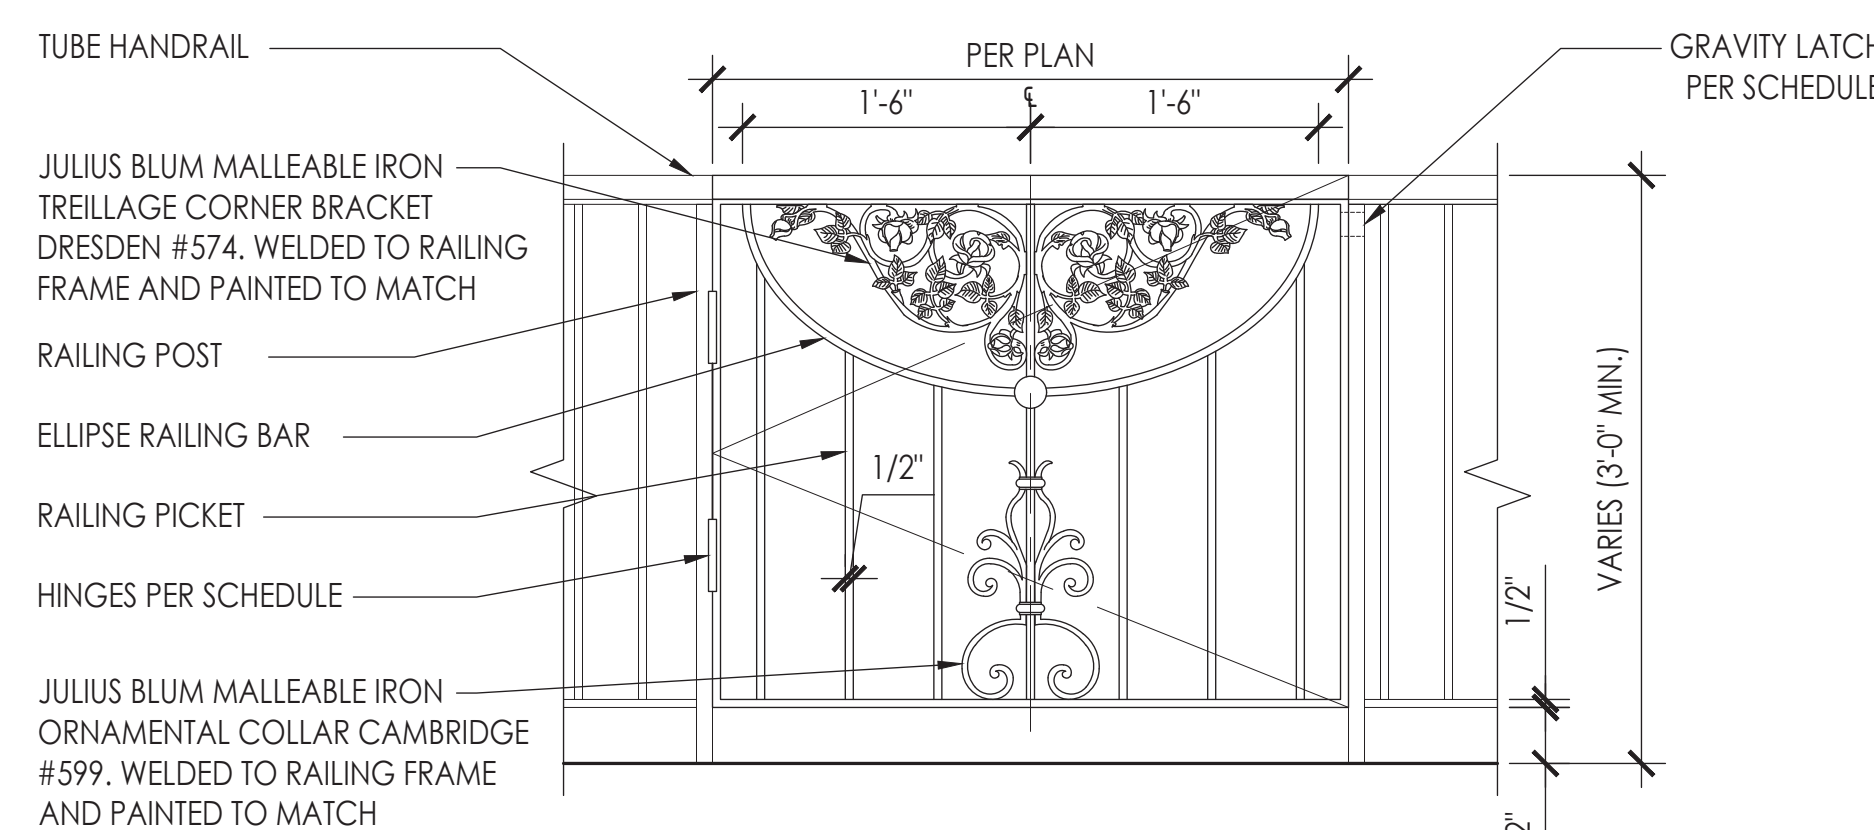 TUBE HANDRAIL
PER PLAN
GRAVITY LATCH
PER SCHEDULE
1'-6"
℄
1'-6"
JULIUS BLUM MALLEABLE IRON
TREILLAGE CORNER BRACKET
DRESDEN #574. WELDED TO RAILING
FRAME AND PAINTED TO MATCH
RAILING POST
ELLIPSE RAILING BAR
VARIES (3'-0" MIN.)
1/2"
RAILING PICKET
HINGES PER SCHEDULE
1/2"
JULIUS BLUM MALLEABLE IRON
ORNAMENTAL COLLAR CAMBRIDGE
#599. WELDED TO RAILING FRAME
AND PAINTED TO MATCH